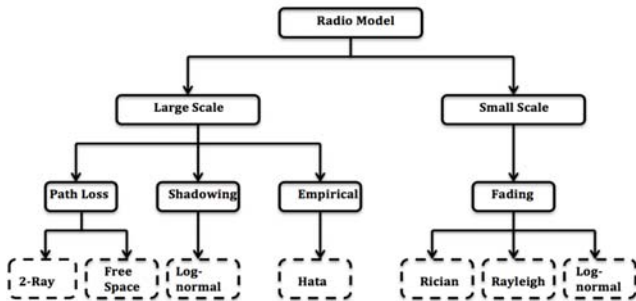 Radio Model
Large Scale
Small Scale
Path Loss
Shadowing
Empirical
Fading
2-Ray
Free
Space
Log-
normal
Hata
Rician
Rayleigh
Log-
normal